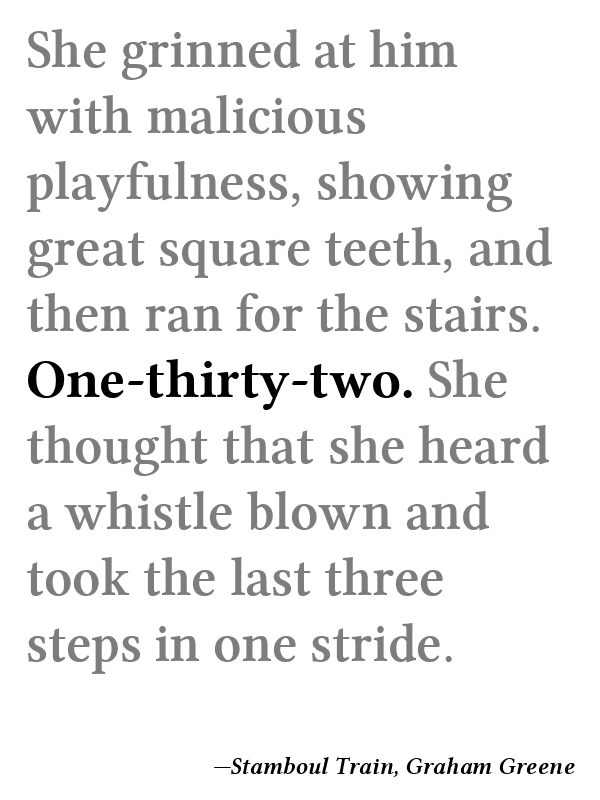 She grinned at him
with malicious
playfulness, showing
great square teeth, and
then ran for the stairs.
One-thirty-two. She
thought that she heard
a whistle blown and
took the last three
steps in one stride.
—Stamboul Train, Graham Greene